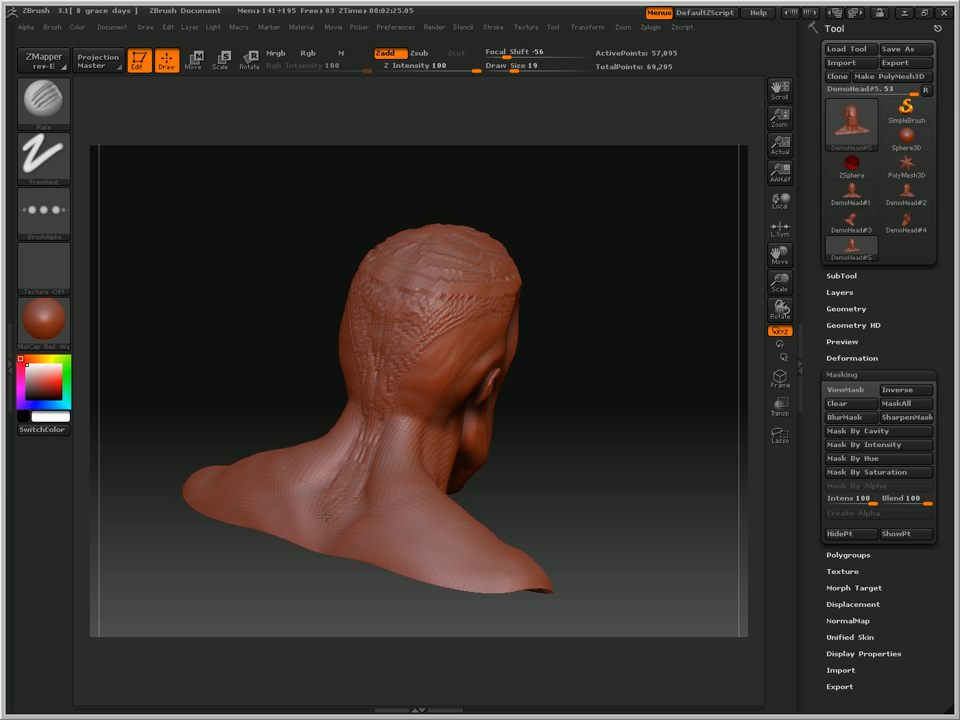 ZBrush 3.1[ 8 grace days ] ZBrush Document Mem▶141+195 Free▶83 ZTime▶00:02:25.05 Menus DefaultZScript Help
Alpha Brush Color Document Draw Edit Layer Light Macro Marker Material Movie Picker Preferences Render Stencil Stroke Texture Tool Transform Zoom Zplugin Zscript
Tool
ZMapper
rev-E
Projection
Master
Edit
Draw
Move
Scale
Rotate
Mrgb Rgb M
Rgb Intensity 100
Zadd Zsub Zcut
Z Intensity 100
Focal Shift -56
Draw Size 19
ActivePoints: 57,095
TotalPoints: 69,205
Rake
FreeHand
BrushAlpha
Texture Off
MatCap Red Wa
SwitchColor
Scroll
Zoom
Actual
AAHalf
Local
L.Sym
Move
Scale
Rotate
XYZ
Frame
Transp
Lasso
Load Tool Save As
Import Export
Clone Make PolyMesh3D
DemoHead#5. 53 R
DemoHead#5 SimpleBrush
Sphere3D
ZSphere PolyMesh3D
DemoHead#1 DemoHead#2
DemoHead#3 DemoHead#4
DemoHead#5
SubTool
Layers
Geometry
Geometry HD
Preview
Deformation
Masking
ViewMask Inverse
Clear MaskAll
BlurMask SharpenMask
Mask By Cavity
Mask By Intensity
Mask By Hue
Mask By Saturation
Mask By Alpha
Intens 100 Blend 100
Create Alpha
HidePt ShowPt
Polygroups
Texture
Morph Target
Displacement
NormalMap
Unified Skin
Display Properties
Import
Export